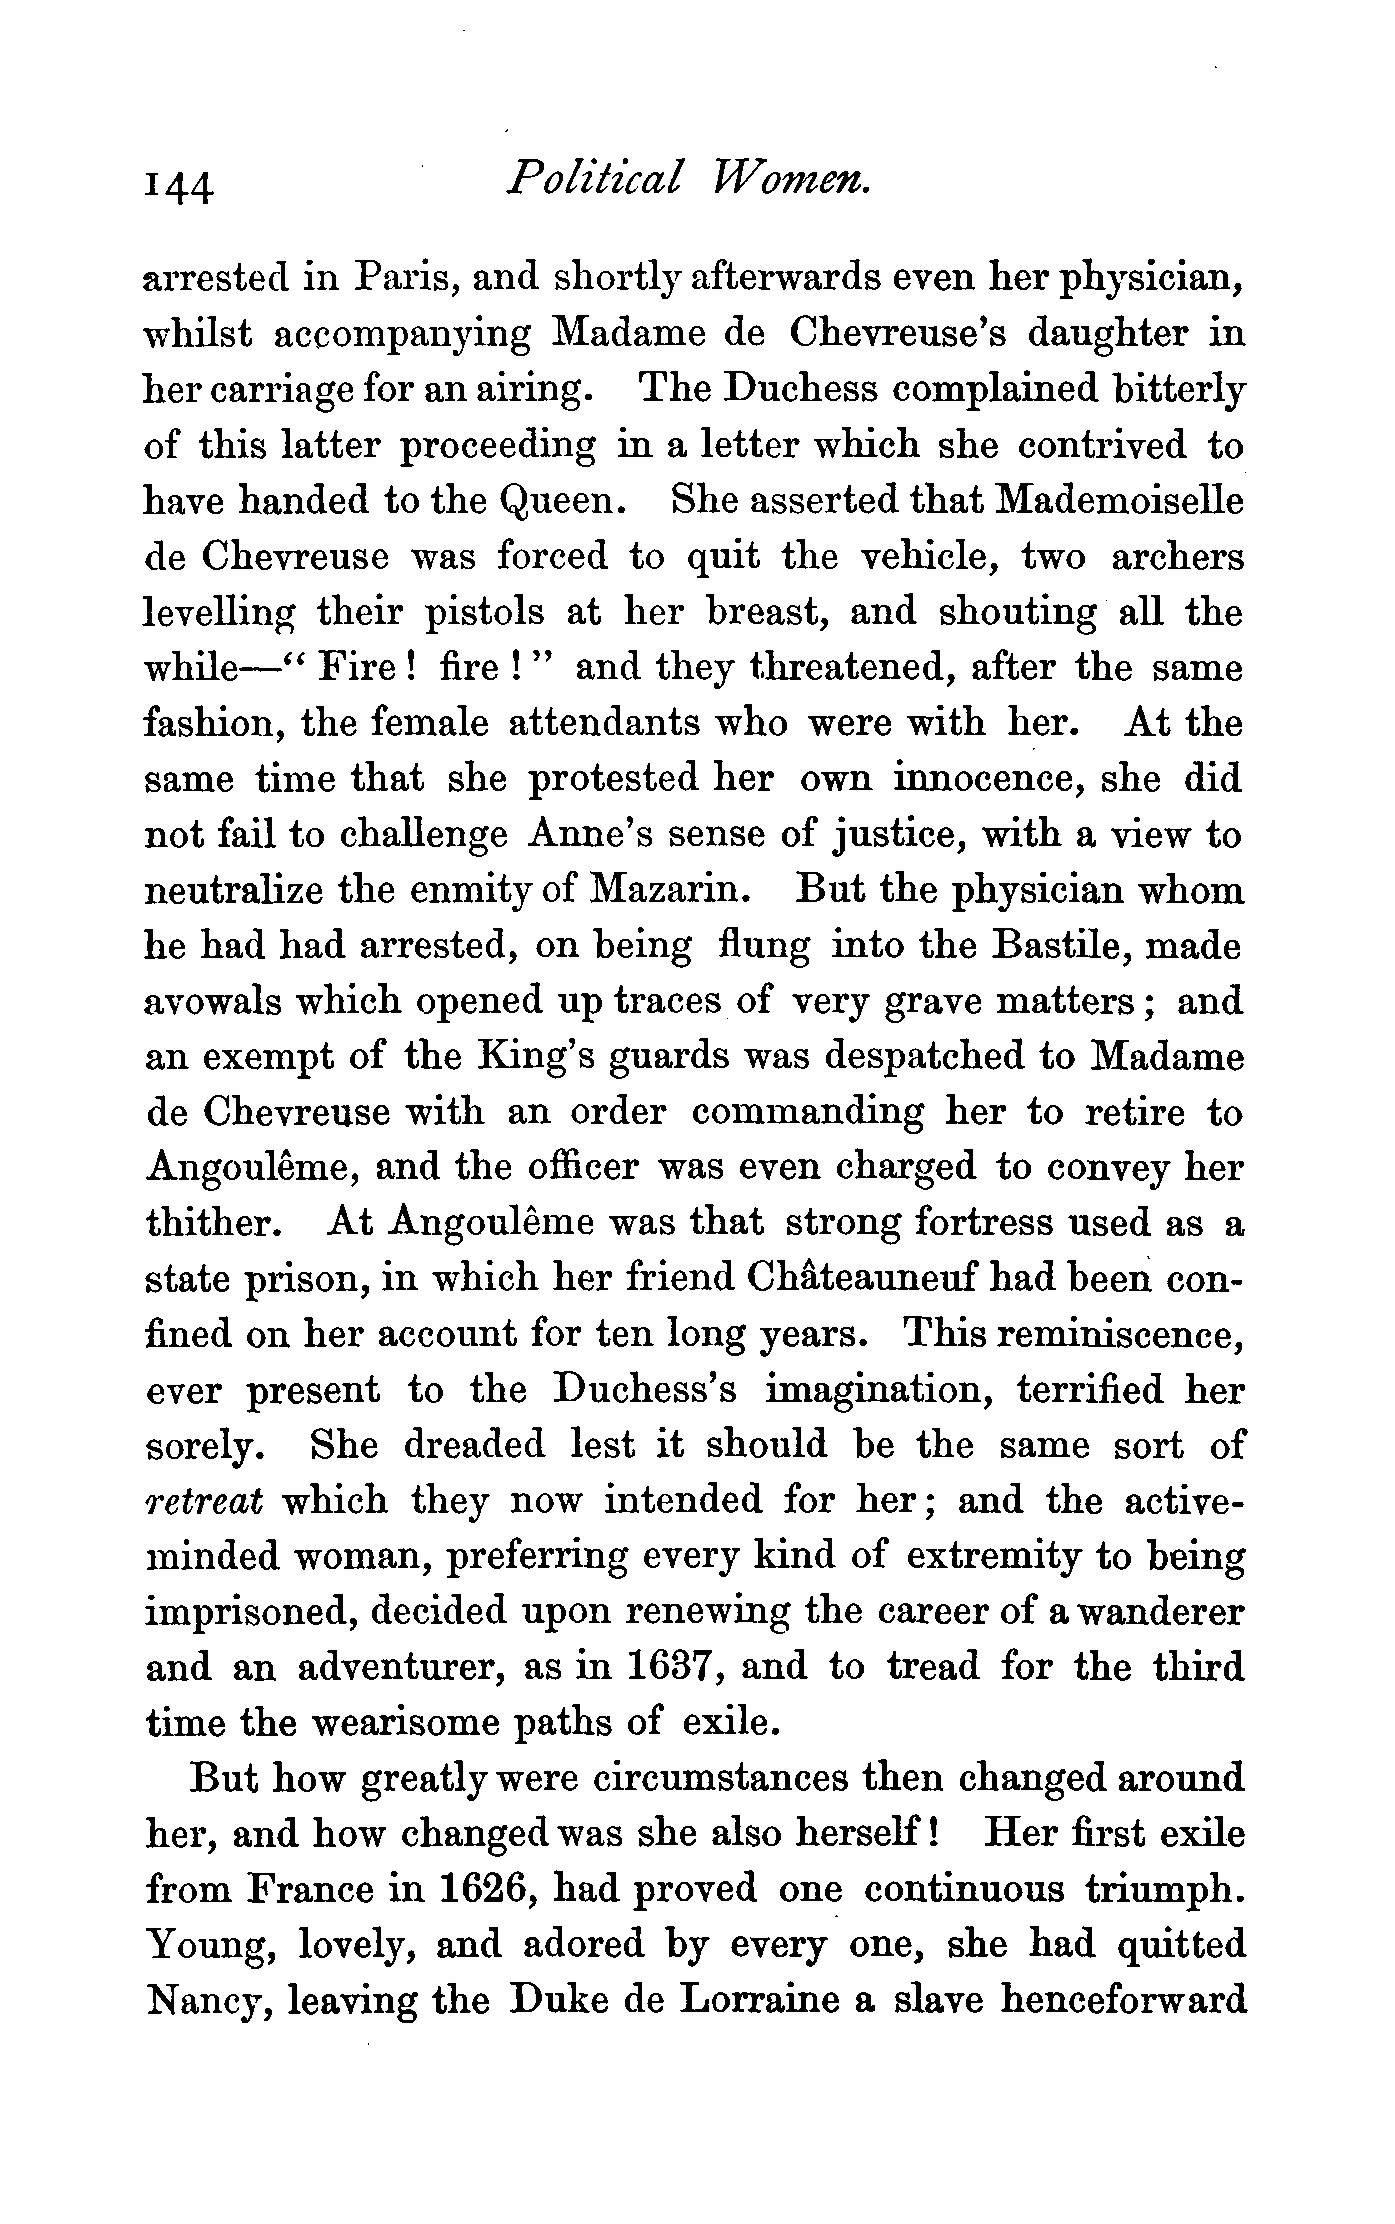 144 Political Women.
arrested in Paris, and shortly afterwards even her physician,
whilst accompanying Madame de Chevreuse's daughter in
her carriage for an airing. The Duchess complained bitterly
of this latter proceeding in a letter which she contrived to
have handed to the Queen. She asserted that Mademoiselle
de Chevreuse was forced to quit the vehicle, two archers
levelling their pistols at her breast, and shouting all the
while—“ Fire ! fire ! ” and they threatened, after the same
fashion, the female attendants who were with her. At the
same time that she protested her own innocence, she did
not fail to challenge Anne's sense of justice, with a view to
neutralize the enmity of Mazarin. But the physician whom
he had had arrested, on being flung into the Bastile, made
avowals which opened up traces of very grave matters ; and
an exempt of the King's guards was despatched to Madame
de Chevreuse with an order commanding her to retire to
Angoulême, and the officer was even charged to convey her
thither. At Angoulême was that strong fortress used as a
state prison, in which her friend Châteauneuf had been con-
fined on her account for ten long years. This reminiscence,
ever present to the Duchess's imagination, terrified her
sorely. She dreaded lest it should be the same sort of
retreat which they now intended for her ; and the active-
minded woman, preferring every kind of extremity to being
imprisoned, decided upon renewing the career of a wanderer
and an adventurer, as in 1637, and to tread for the third
time the wearisome paths of exile.
But how greatly were circumstances then changed around
her, and how changed was she also herself ! Her first exile
from France in 1626, had proved one continuous triumph.
Young, lovely, and adored by every one, she had quitted
Nancy, leaving the Duke de Lorraine a slave henceforward